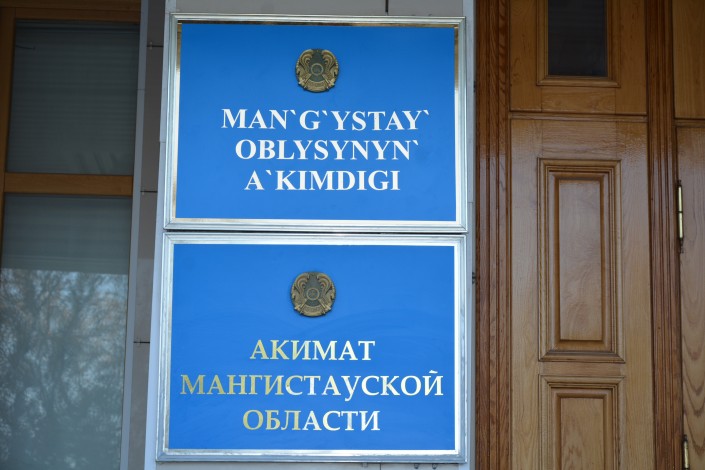 MAN`G`YSTAY`
OBLYSYNYN`
A`KIMDIGI
АКИМАТ
МАНГИСТАУСКОЙ
ОБЛАСТИ